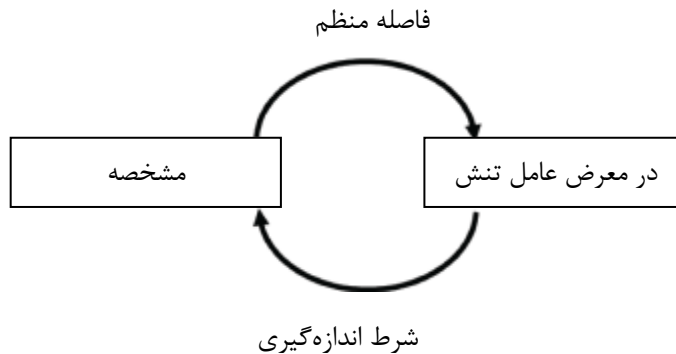 فاصله منظم
در معرض عامل تنش
مشخصه
شرط اندازه‌گیری